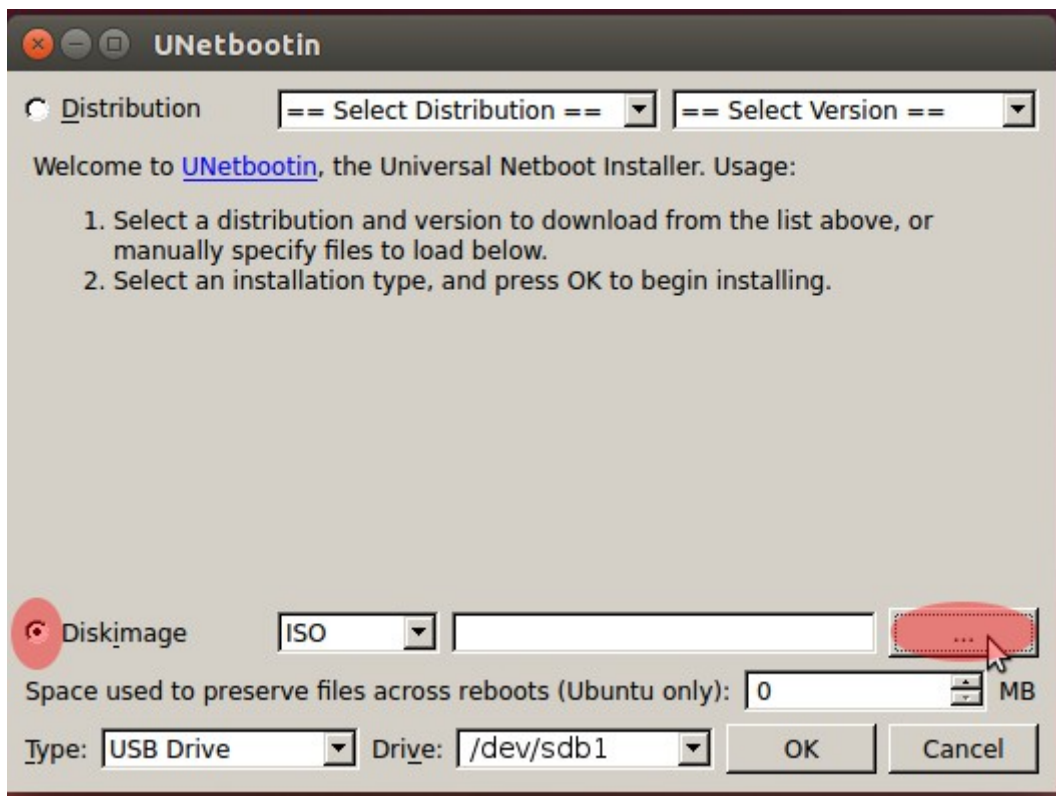 UNetbootin
Distribution == Select Distribution == == Select Version ==
Welcome to UNetbootin, the Universal Netboot Installer. Usage:
1. Select a distribution and version to download from the list above, or
manually specify files to load below.
2. Select an installation type, and press OK to begin installing.
Diskimage ISO ...
Space used to preserve files across reboots (Ubuntu only): 0 MB
Type: USB Drive Drive: /dev/sdb1 OK Cancel